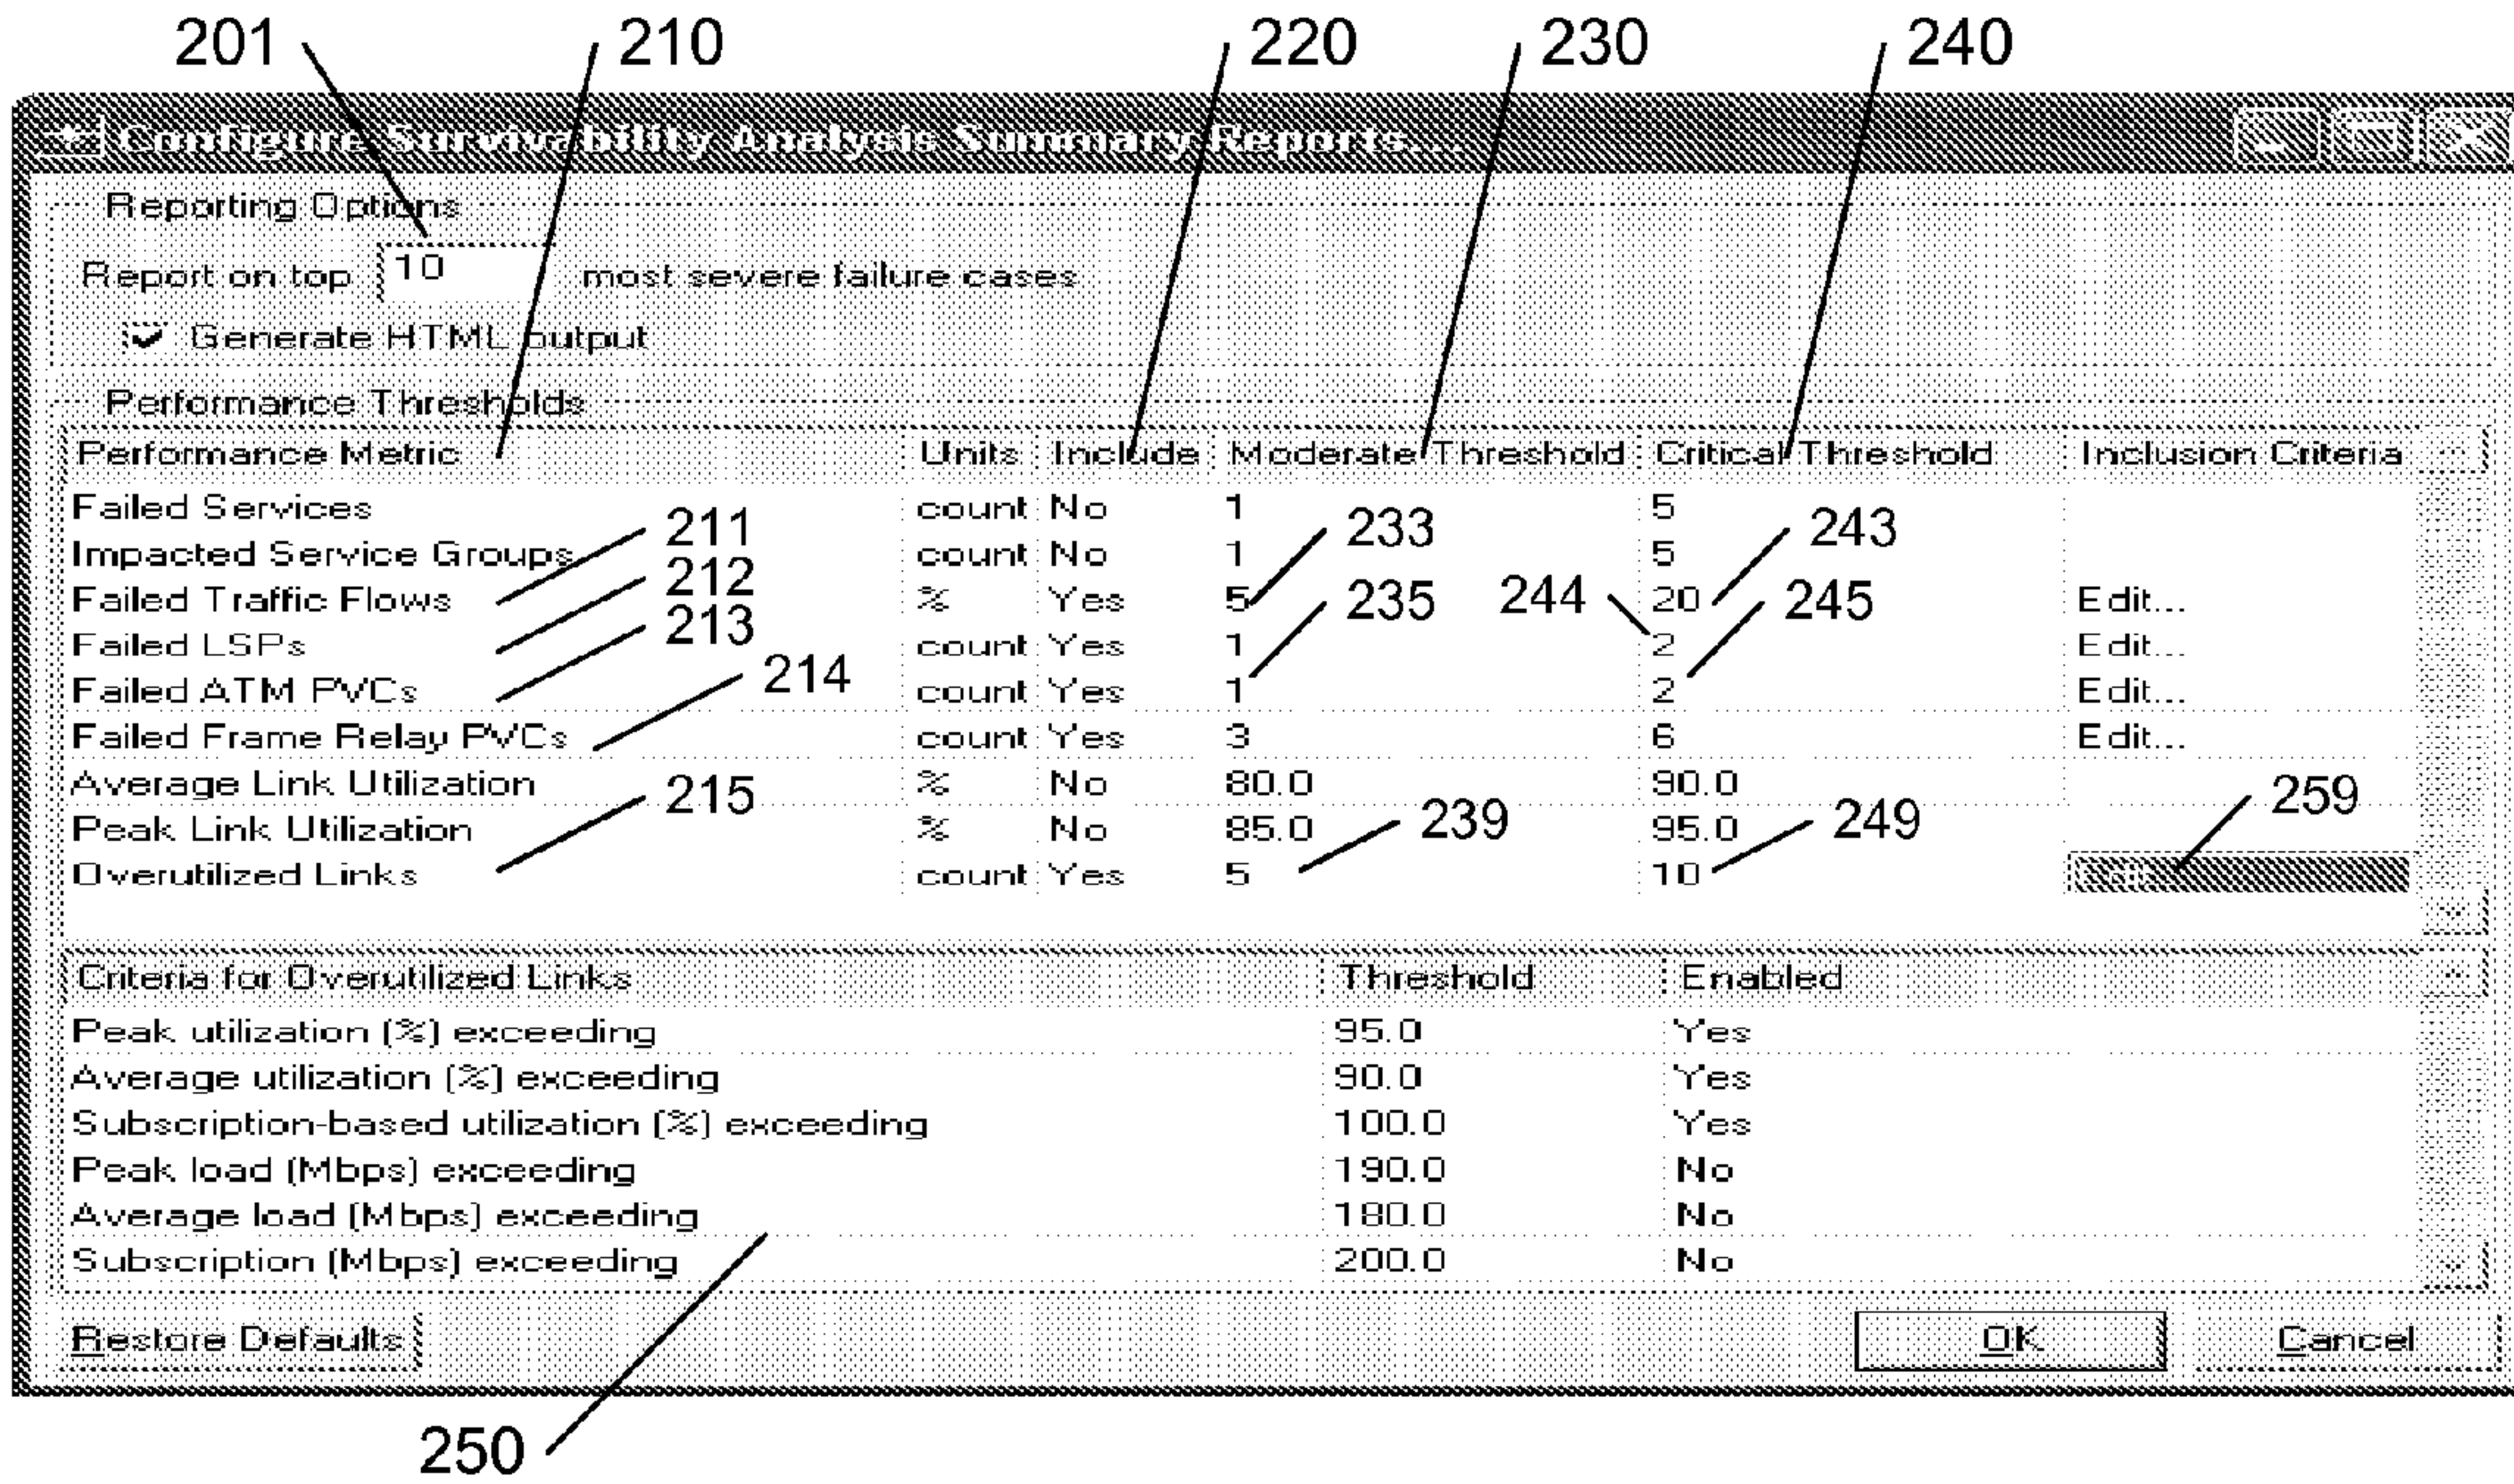 201 210 220 230 240
Configure Survivability Analysis Summary Reports...
Reporting Options
Report on top 10 most severe failure cases
Generate HTML output
Performance Thresholds
Performance Metric Units Include Moderate Threshold Critical Threshold Inclusion Criteria
Failed Services count No 1 5
211 233 243
Impacted Service Groups count No 1 5
212
Failed Traffic Flows % Yes 5 20 Edit...
235 244 245
213
Failed LSPs count Yes 1 2 Edit...
214
Failed ATM PVCs count Yes 1 2 Edit...
Failed Frame Relay PVCs count Yes 3 6 Edit...
Average Link Utilization % No 80.0 90.0
215 239 249 259
Peak Link Utilization % No 85.0 95.0
Overutilized Links count Yes 5 10
Criteria for Overutilized Links Threshold Enabled
Peak utilization (%) exceeding 95.0 Yes
Average utilization (%) exceeding 90.0 Yes
Subscription-based utilization (%) exceeding 100.0 Yes
Peak load (Mbps) exceeding 190.0 No
Average load (Mbps) exceeding 180.0 No
Subscription (Mbps) exceeding 200.0 No
Restore Defaults OK Cancel
250